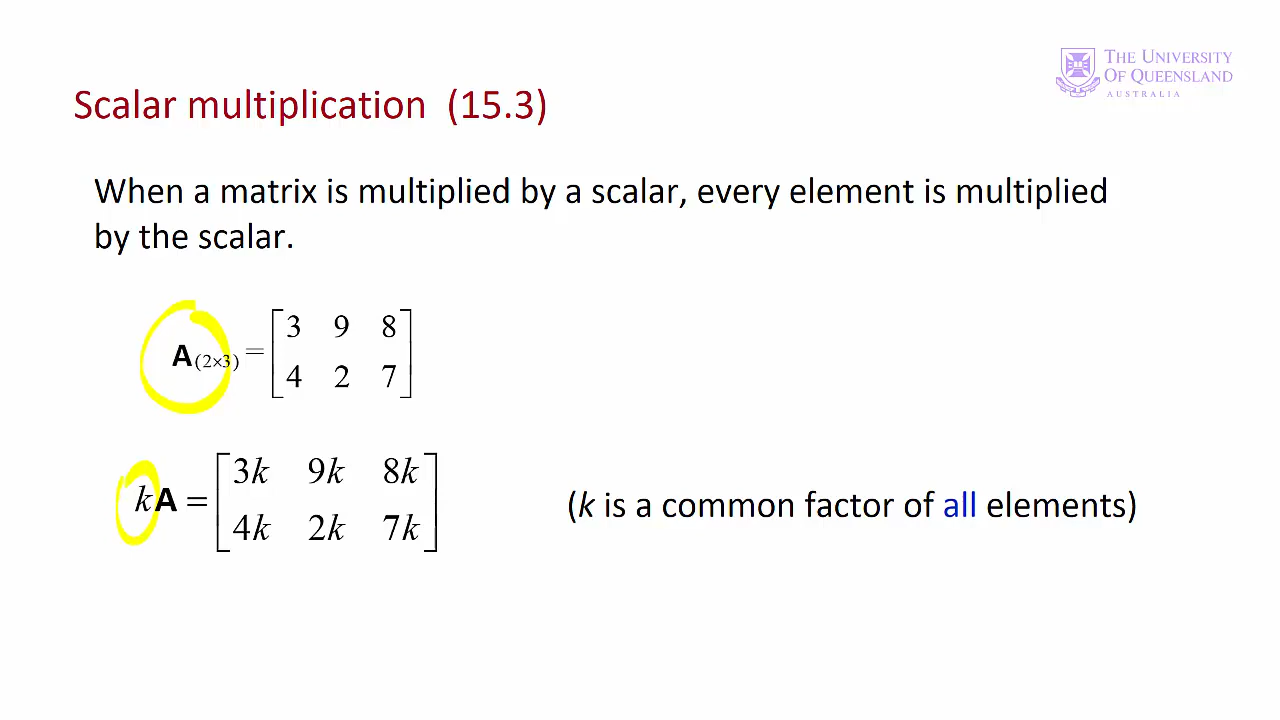 THE UNIVERSITY
OF QUEENSLAND
AUSTRALIA
Scalar multiplication (15.3)
When a matrix is multiplied by a scalar, every element is multiplied
by the scalar.
3 9 8
A(2×3) =
4 2 7
3k 9k 8k
kA =
4k 2k 7k
(k is a common factor of all elements)